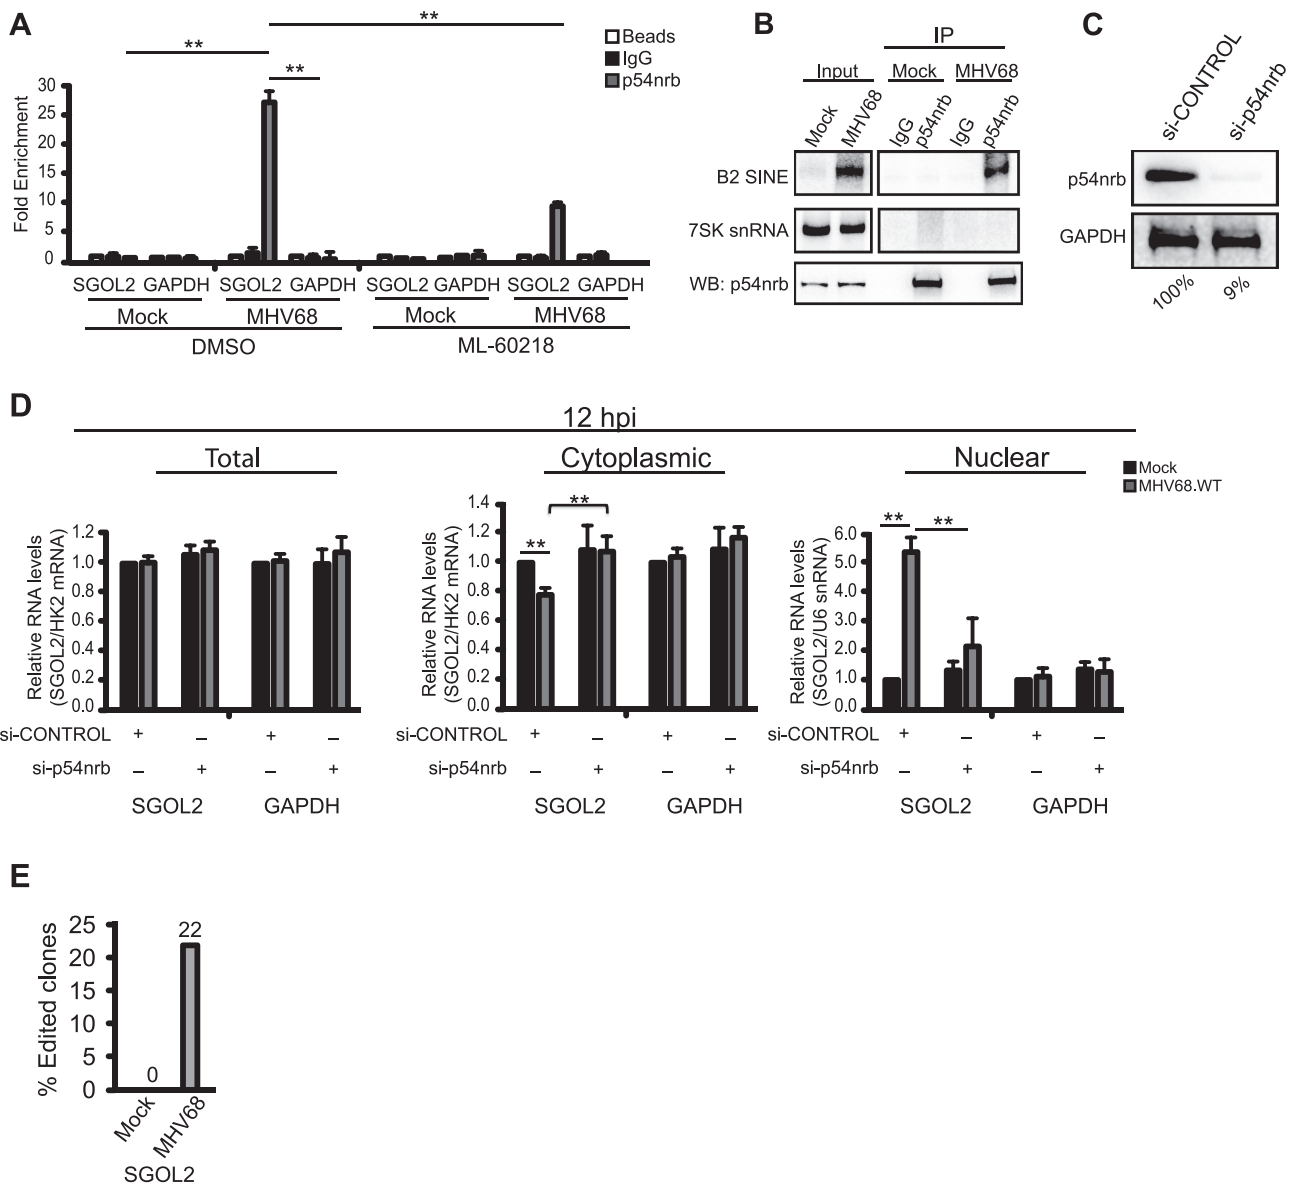 A
**
**
**
Beads
IgG
p54nrb
Fold Enrichment
30
25
20
15
10
5
0
SGOL2 GAPDH SGOL2 GAPDH SGOL2 GAPDH SGOL2 GAPDH
Mock MHV68 Mock MHV68
DMSO ML-60218
B
IP
Input Mock MHV68
Mock MHV68 IgG p54nrb IgG p54nrb
B2 SINE
7SK snRNA
WB: p54nrb
C
si-CONTROL si-p54nrb
p54nrb
GAPDH
100% 9%
D
12 hpi
Total Cytoplasmic Nuclear
Mock
MHV68.WT
Relative RNA levels
(SGOL2/HK2 mRNA)
1.2
1.0
0.8
0.6
0.4
0.2
0.0
si-CONTROL + – + –
si-p54nrb – + – +
SGOL2 GAPDH
Relative RNA levels
(SGOL2/HK2 mRNA)
1.4
1.2
1.0
0.8
0.6
0.4
0.2
0.0
**
**
si-CONTROL + – + –
si-p54nrb – + – +
SGOL2 GAPDH
Relative RNA levels
(SGOL2/U6 snRNA)
6.0
5.0
4.0
3.0
2.0
1.0
0.0
** **
si-CONTROL + – + –
si-p54nrb – + – +
SGOL2 GAPDH
E
% Edited clones
25
20
15
10
5
0
0
22
Mock MHV68
SGOL2